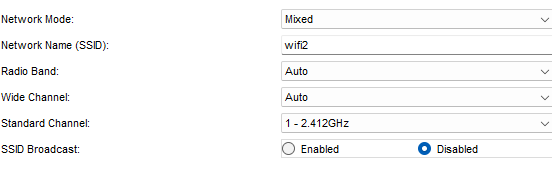 Network Mode: Mixed
Network Name (SSID): wifi2
Radio Band: Auto
Wide Channel: Auto
Standard Channel: 1 - 2.412GHz
SSID Broadcast: Enabled Disabled